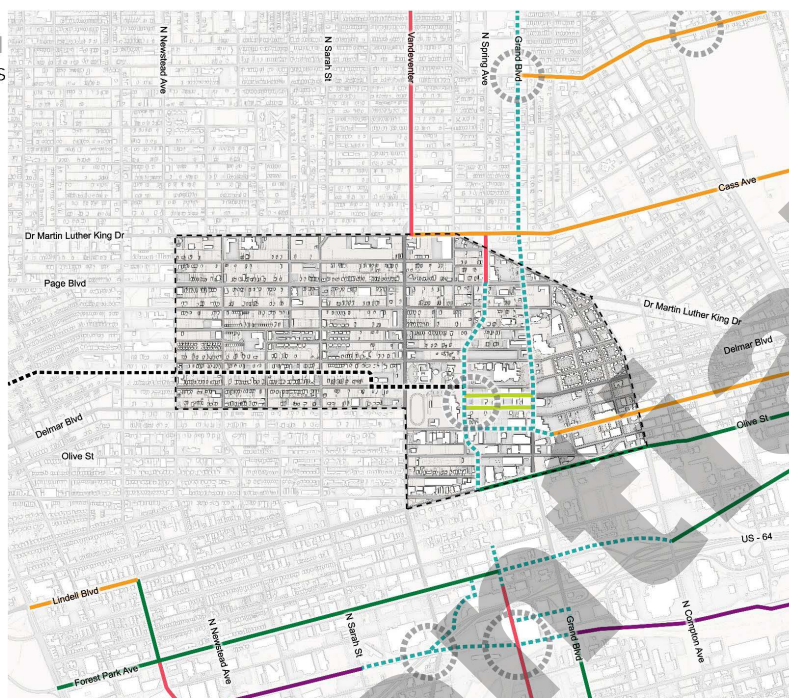 N Newstead Ave
N Sarah St
Vandeventer
N Spring Ave
Grand Blvd
Cass Ave
Dr Martin Luther King Dr
Page Blvd
Dr Martin Luther King Dr
Delmar Blvd
Delmar Blvd
Olive St
Olive St
US - 64
Lindell Blvd
N Newstead Ave
N Sarah St
Grand Blvd
N Compton Ave
Forest Park Ave